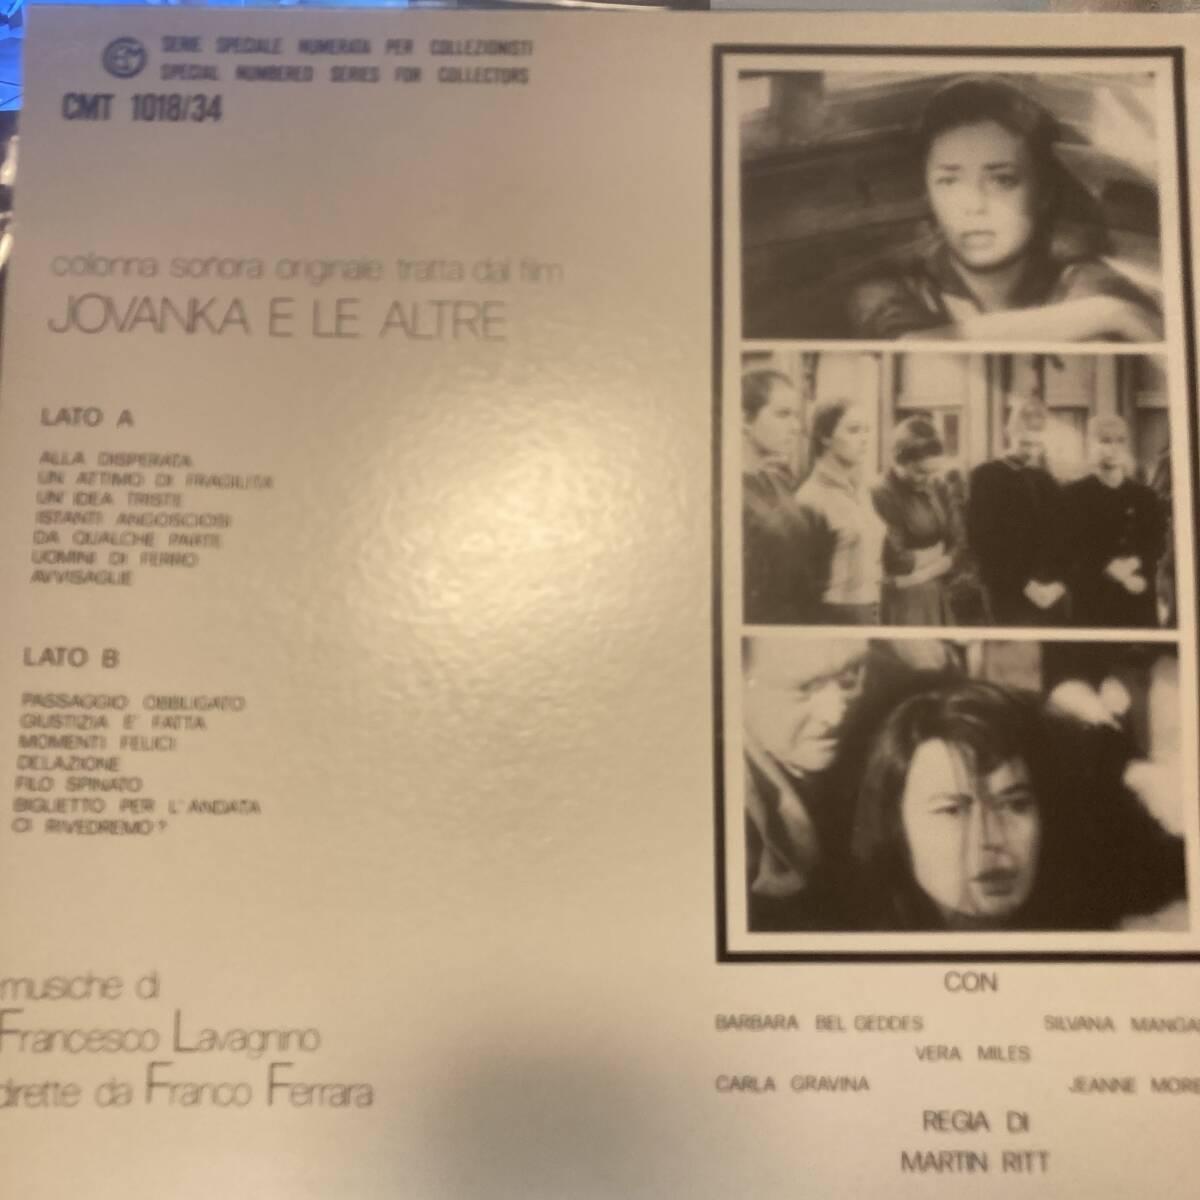 SERIE SPECIALE NUMERATA PER COLLEZIONISTI
SPECIAL NUMBERED SERIES FOR COLLECTORS
CMT 1018/34
colonna sonora originale tratta dal film
JOVANKA E LE ALTRE
LATO A
ALLA DISPERATA
UN ATTIMO DI FRAGILITA
UN' IDEA TRISTE
ISTANTI ANGOSCIOSI
DA QUALCHE PARTE
UOMINI DI FERRO
AVVISAGLIE
LATO B
PASSAGGIO OBBLIGATO
GIUSTIZIA E' FATTA
MOMENTI FELICI
DELAZIONE
FILO SPINATO
BIGLIETTO PER L' ANDATA
CI RIVEDREMO?
musiche di
Francesco Lavagnino
dirette da Franco Ferrara
CON
BARBARA BEL GEDDES SILVANA MANGA
VERA MILES
CARLA GRAVINA JEANNE MORE
REGIA DI
MARTIN RITT